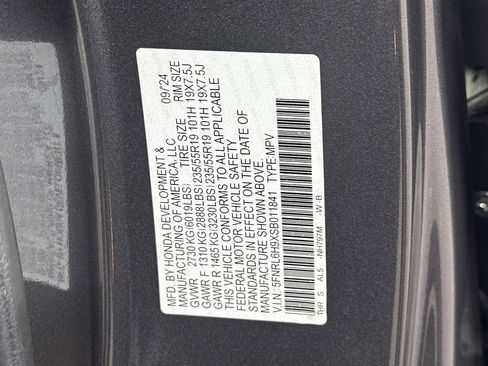 MFD. BY HONDA DEVELOPMENT & 09/'24
MANUFACTURING OF AMERICA, LLC
TIRE SIZE RIM SIZE
GVWR 2730 KG(6019LBS)
GAWR F 1310 KG(2888LBS)235/55R19 101H 19X7.5J
GAWR R 1465 KG(3230LBS)235/55R19 101H 19X7.5J
THIS VEHICLE CONFORMS TO ALL APPLICABLE
FEDERAL MOTOR VEHICLE SAFETY
STANDARDS IN EFFECT ON THE DATE OF
MANUFACTURE SHOWN ABOVE.
V.I.N: 5FNRL6H9XSB011841 TYPE:MPV
THR S AL5 -NH797M -W-B